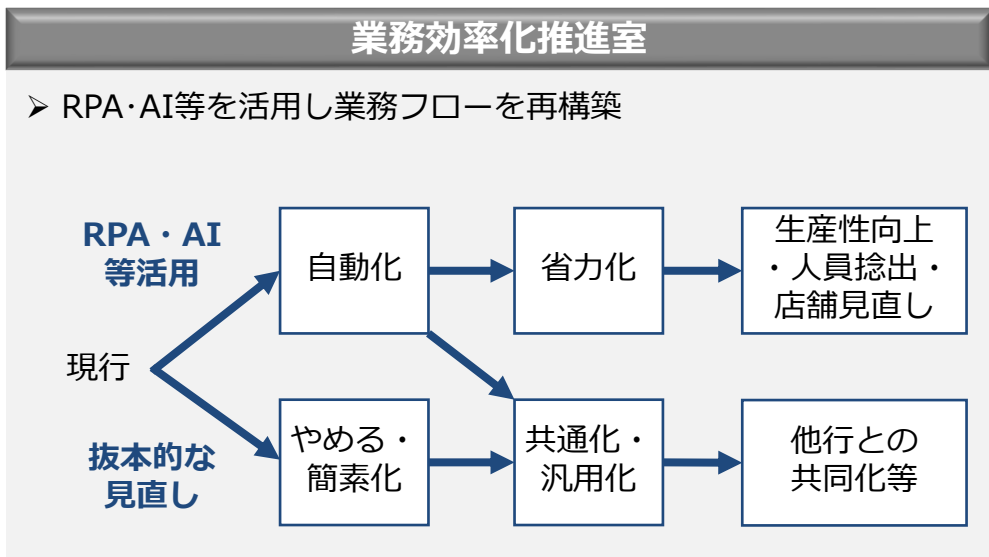 業務効率化推進室
➢ RPA･AI等を活用し業務フローを再構築
RPA・AI
等活用
自動化
省力化
生産性向上
・人員捻出・
店舗見直し
現行
抜本的な
見直し
やめる・
簡素化
共通化・
汎用化
他行との
共同化等